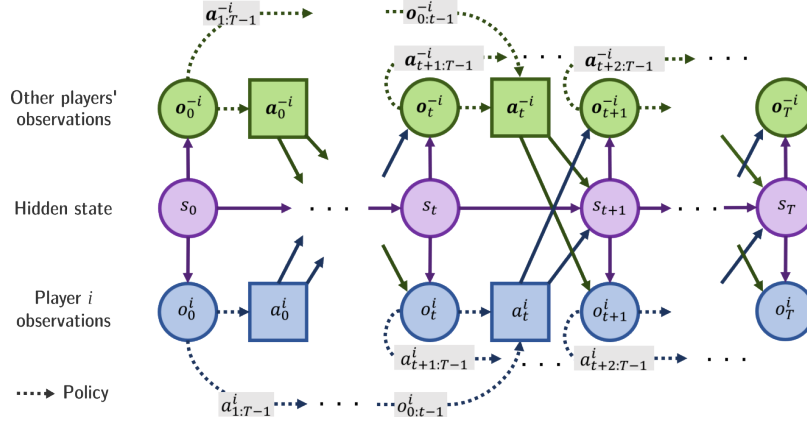 a^{-i}_{1:T−1} o^{-i}_{0:t−1}
a^{-i}_{t+1:T−1} · · · a^{-i}_{t+2:T−1} · · ·
Other players'
observations
o^{-i}_0 a^{-i}_0 o^{-i}_t a^{-i}_t o^{-i}_{t+1} o^{-i}_T
Hidden state
s_0 · · · s_t s_{t+1} · · · s_T
Player i
observations
o^i_0 a^i_0 o^i_t a^i_t o^i_{t+1} o^i_T
a^i_{t+1:T−1} · · · a^i_{t+2:T−1} · · ·
Policy
a^i_{1:T−1} · · · o^i_{0:t−1}